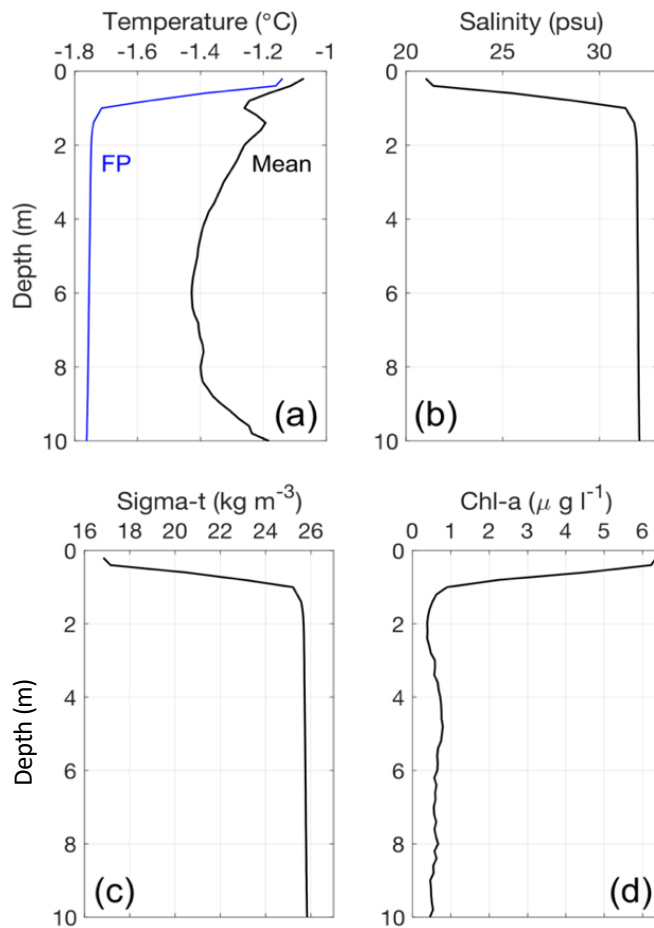 Temperature (°C)
-1.8 -1.6 -1.4 -1.2 -1
0
2
4
6
8
10
Depth (m)
FP
Mean
(a)
Salinity (psu)
20 25 30
0
2
4
6
8
10
(b)
Sigma-t (kg m⁻³)
16 18 20 22 24 26
0
2
4
6
8
10
Depth (m)
(c)
Chl-a (μ g l⁻¹)
0 1 2 3 4 5 6
0
2
4
6
8
10
(d)